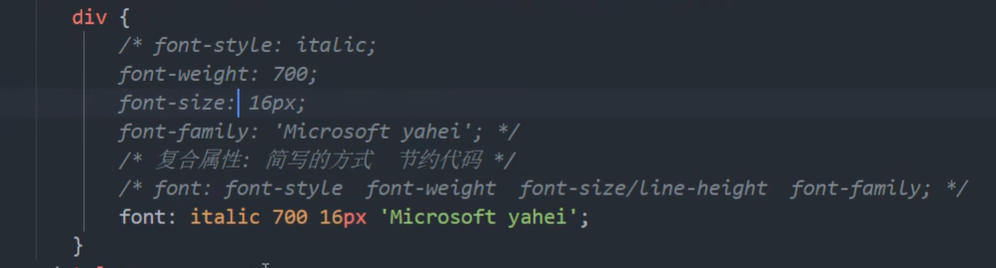 div {
/* font-style: italic;
font-weight: 700;
font-size: 16px;
font-family: 'Microsoft yahei'; */
/* 复合属性: 简写的方式  节约代码 */
/* font: font-style  font-weight  font-size/line-height  font-family; */
font: italic 700 16px 'Microsoft yahei';
}